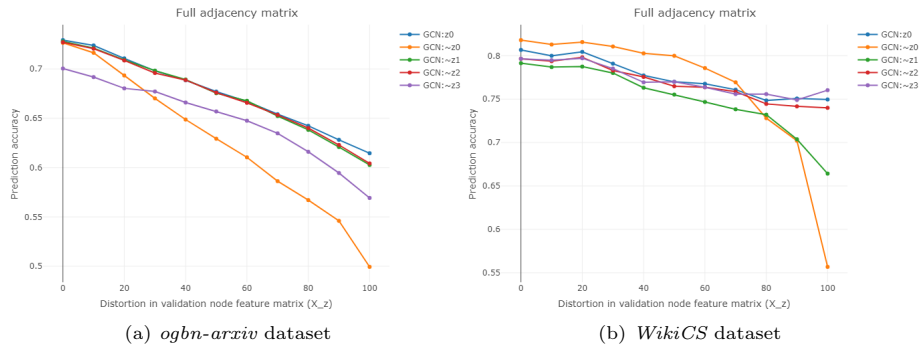 Full adjacency matrix
Prediction accuracy
0.7
0.65
0.6
0.55
0.5
0
20
40
60
80
100
Distortion in validation node feature matrix (X_z)
GCN:z0
GCN:~z0
GCN:~z1
GCN:~z2
GCN:~z3
(a) ogbn-arxiv dataset
Full adjacency matrix
Prediction accuracy
0.8
0.75
0.7
0.65
0.6
0.55
0
20
40
60
80
100
Distortion in validation node feature matrix (X_z)
GCN:z0
GCN:~z0
GCN:~z1
GCN:~z2
GCN:~z3
(b) WikiCS dataset